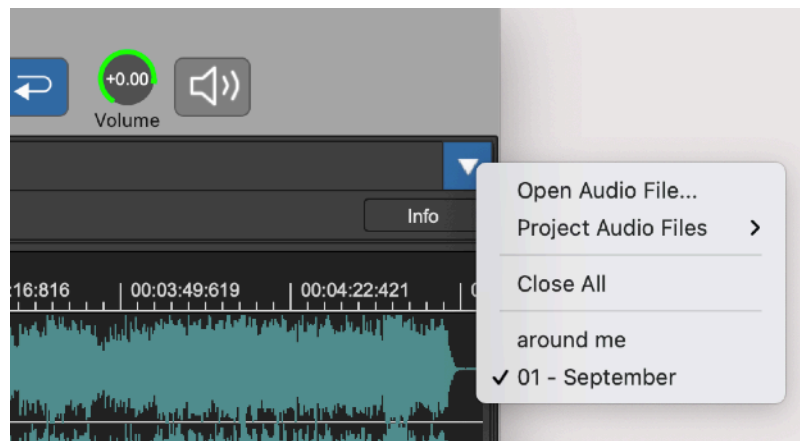 +0.00
Volume
Info
:16:816
00:03:49:619
00:04:22:421
Open Audio File...
Project Audio Files
Close All
around me
01 - September